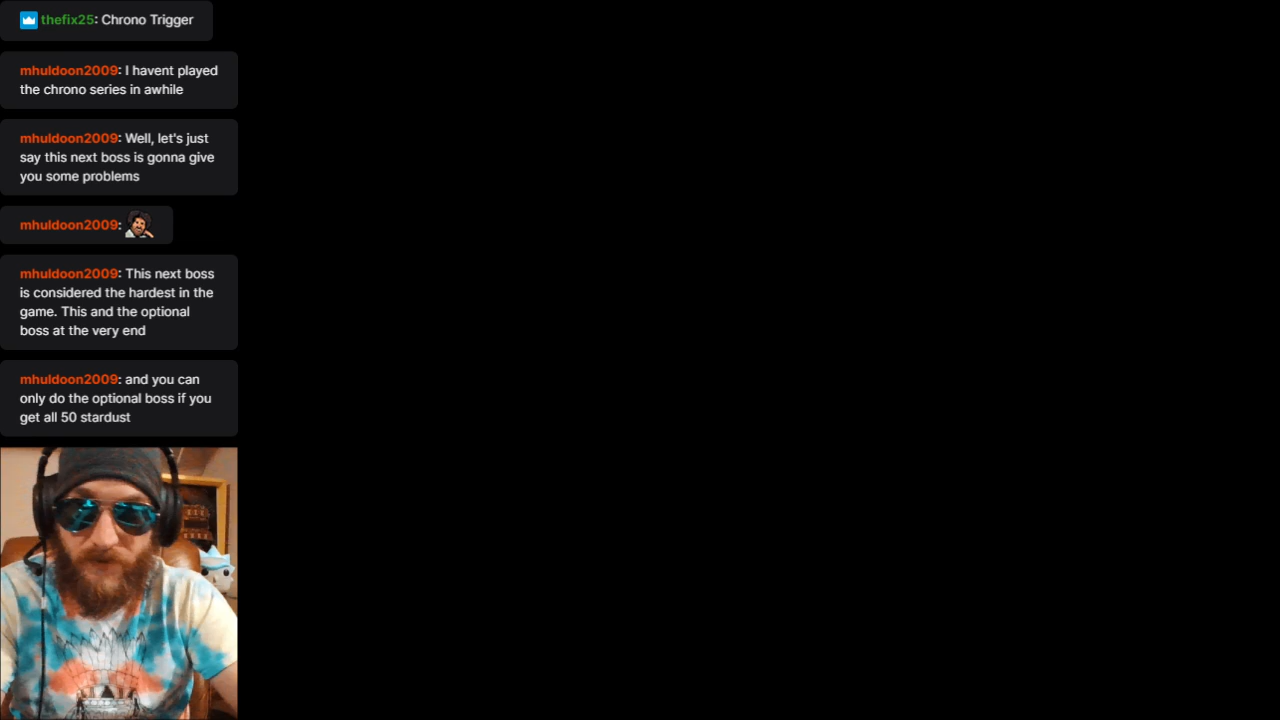 thefix25: Chrono Trigger
mhuldoon2009: I havent played
the chrono series in awhile
mhuldoon2009: Well, let's just
say this next boss is gonna give
you some problems
mhuldoon2009:
mhuldoon2009: This next boss
is considered the hardest in the
game. This and the optional
boss at the very end
mhuldoon2009: and you can
only do the optional boss if you
get all 50 stardust